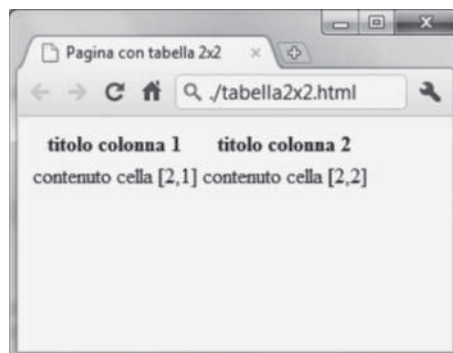 Pagina con tabella 2x2
./tabella2x2.html
titolo colonna 1 titolo colonna 2
contenuto cella [2,1] contenuto cella [2,2]